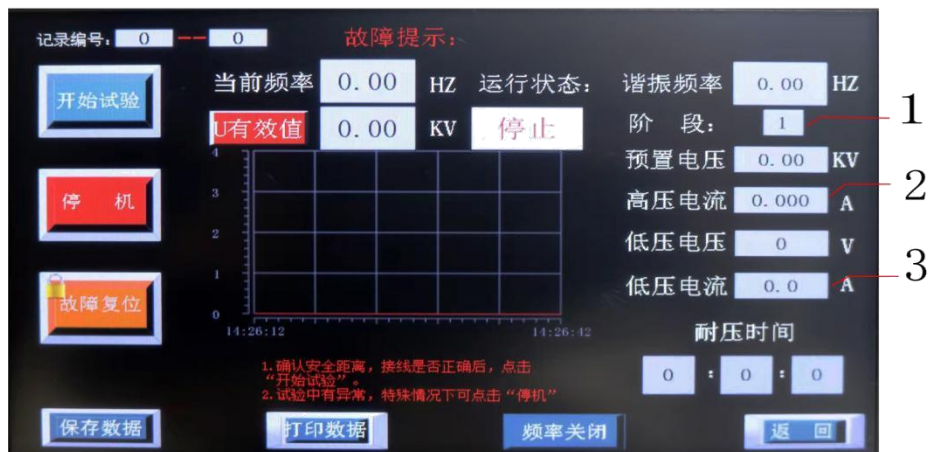 记录编号： 0 —— 0 故障提示：
开始试验
当前频率 0.00 HZ 运行状态：
谐振频率 0.00 HZ
U有效值 0.00 KV 停止
阶 段： 1
1
预置电压 0.00 KV
高压电流 0.000 A
2
低压电压 0 V
低压电流 0.0 A
3
停 机
故障复位
4
3
2
1
0
14:26:12 14:26:42
耐压时间
0 : 0 : 0
1.确认安全距离，接线是否正确后，点击
“开始试验”。
2.试验中有异常，特殊情况下可点击“停机”
保存数据 打印数据 频率关闭 返 回